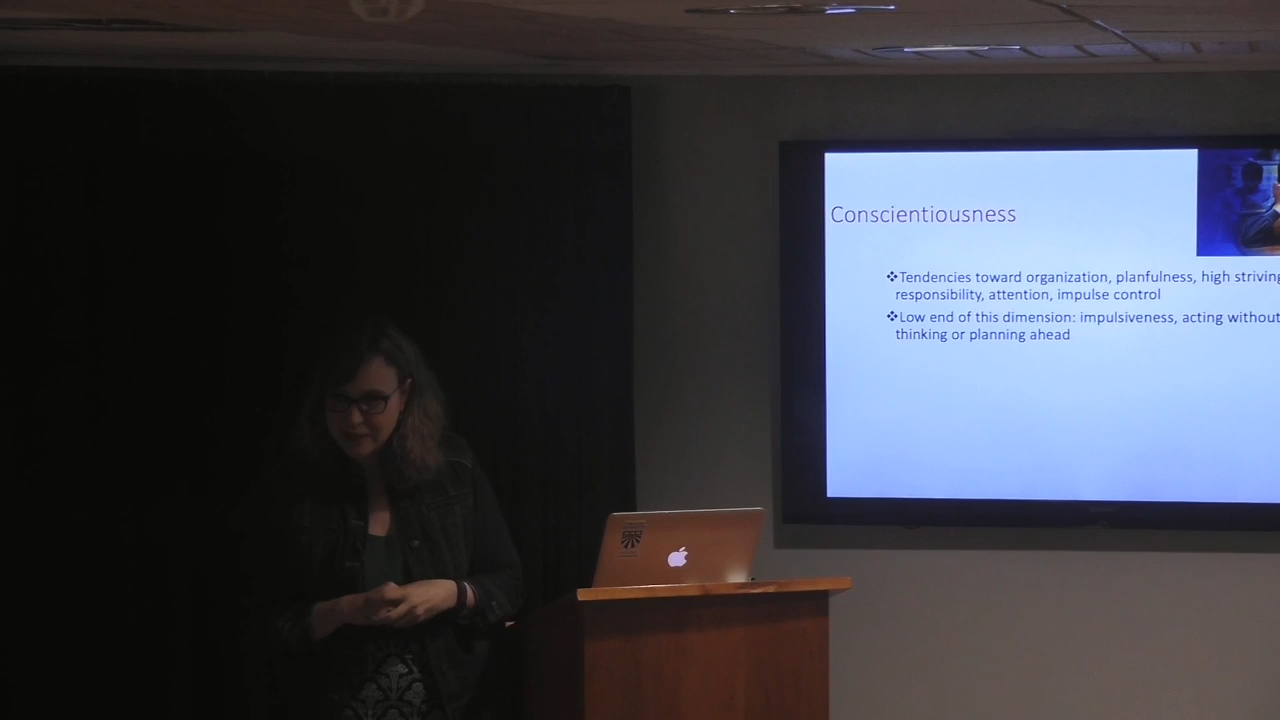 Conscientiousness
❖Tendencies toward organization, planfulness, high striving
responsibility, attention, impulse control
❖Low end of this dimension: impulsiveness, acting without
thinking or planning ahead